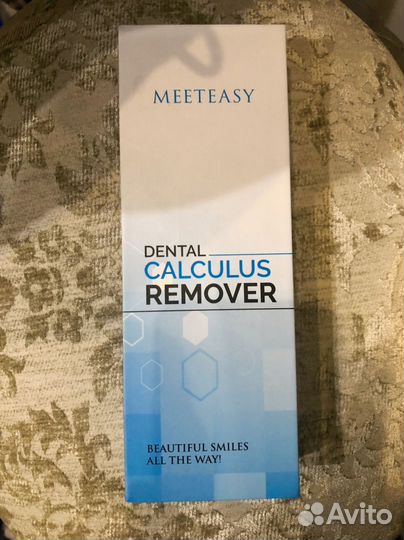 MEETEASY
DENTAL
CALCULUS
REMOVER
BEAUTIFUL SMILES
ALL THE WAY!
Avito